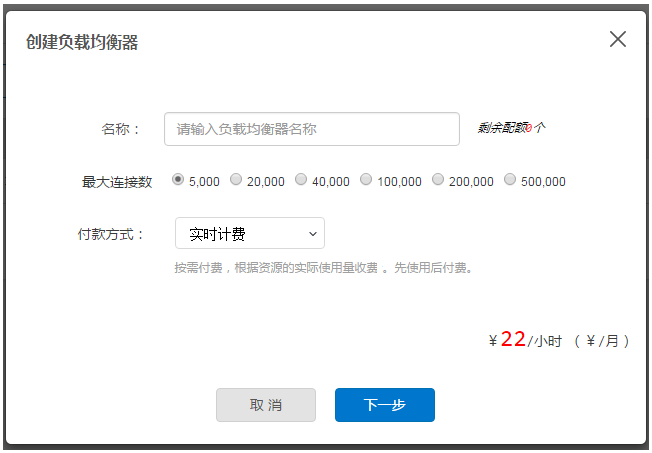 创建负载均衡器
名称： 请输入负载均衡器名称 剩余配额0个
最大连接数 5,000 20,000 40,000 100,000 200,000 500,000
付款方式： 实时计费
按需付费，根据资源的实际使用量收费 。先使用后付费。
¥22/小时 （ ¥/月 ）
取 消 下一步